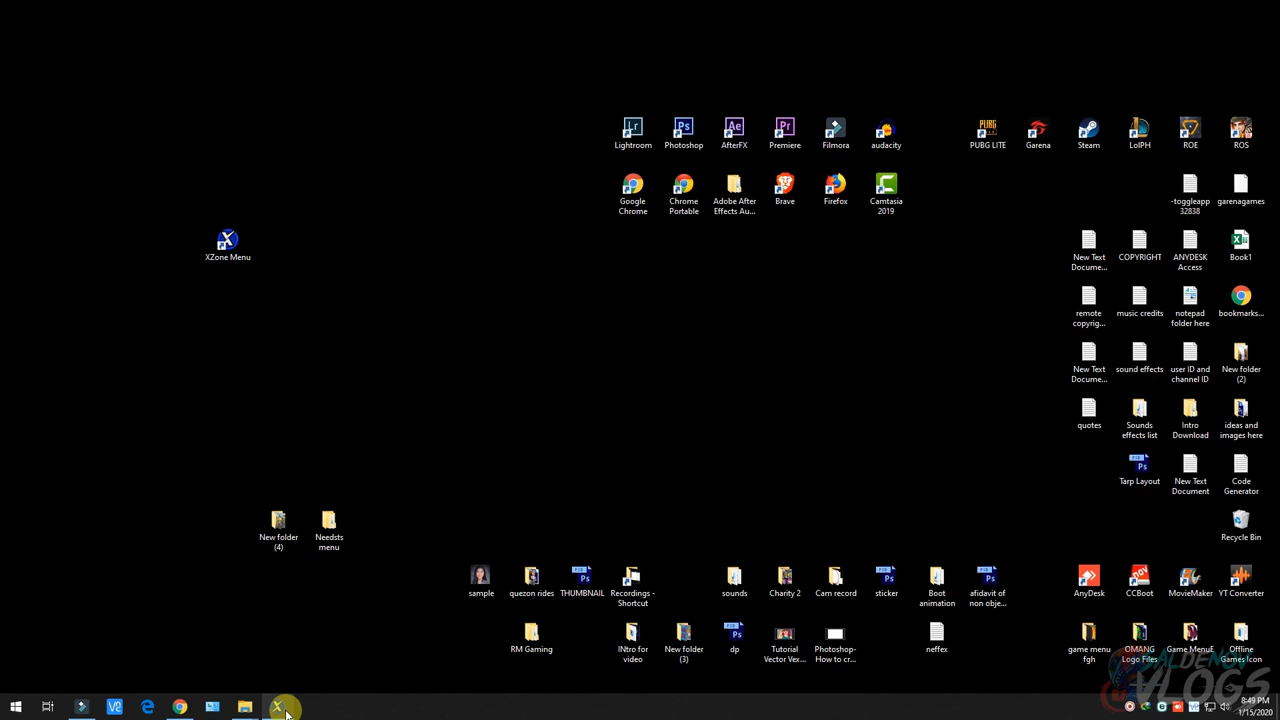 Lightroom
Photoshop
AfterFX
Premiere
Filmora
audacity
PUBG LITE
Garena
Steam
LoIPH
ROE
ROS
Google
Chrome
Chrome
Portable
Adobe After
Effects Au...
Brave
Firefox
Camtasia
2019
-toggleapp
32838
garenagames
XZone Menu
New Text
Docume...
COPYRIGHT
ANYDESK
Access
Book1
remote
copyrig...
music credits
notepad
folder here
bookmarks...
New Text
Docume...
sound effects
user ID and
channel ID
New folder
(2)
quotes
Sounds
effects list
Intro
Download
ideas and
images here
Tarp Layout
New Text
Document
Code
Generator
New folder
(4)
Needsts
menu
Recycle Bin
sample
quezon rides
THUMBNAIL
Recordings -
Shortcut
sounds
Charity 2
Cam record
sticker
Boot
animation
afidavit of
non obje...
AnyDesk
CCBoot
MovieMaker
YT Converter
RM Gaming
INtro for
video
New folder
(3)
dp
Tutorial
Vector Vex...
Photoshop-
How to cr...
neffex
game menu
fgh
OMANG
Logo Files
Game MenuE
Offline
Games Icon
VLOGS
8:49 PM
1/15/2020